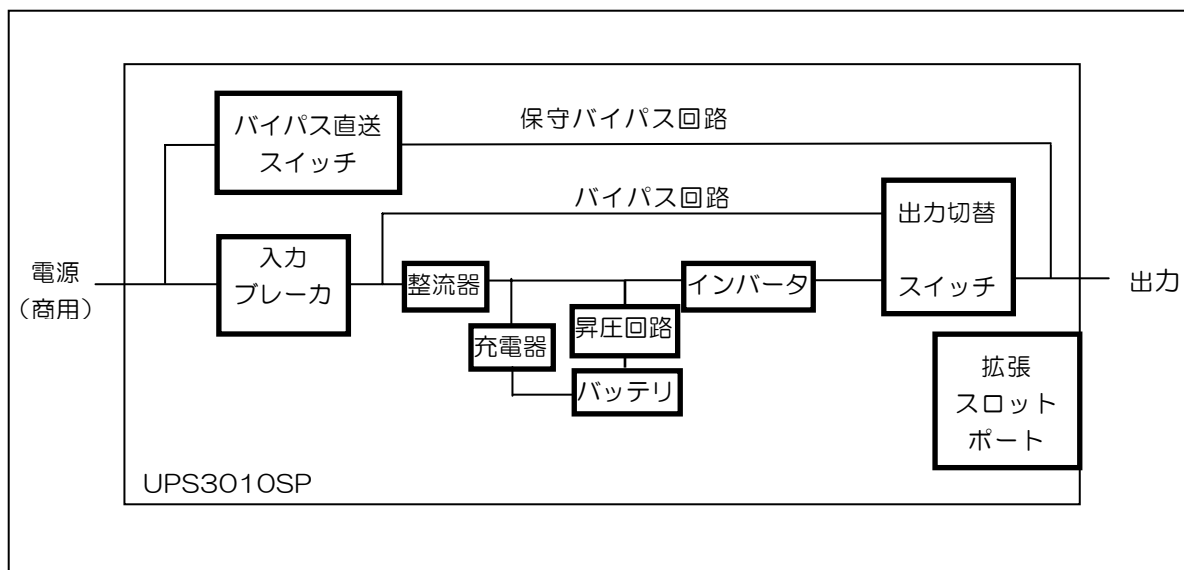 バイパス直送
スイッチ
保守バイパス回路
バイパス回路
出力切替
スイッチ
電源
（商用）
入力
ブレーカ
整流器
インバータ
出力
充電器
昇圧回路
バッテリ
拡張
スロット
ポート
UPS3010SP